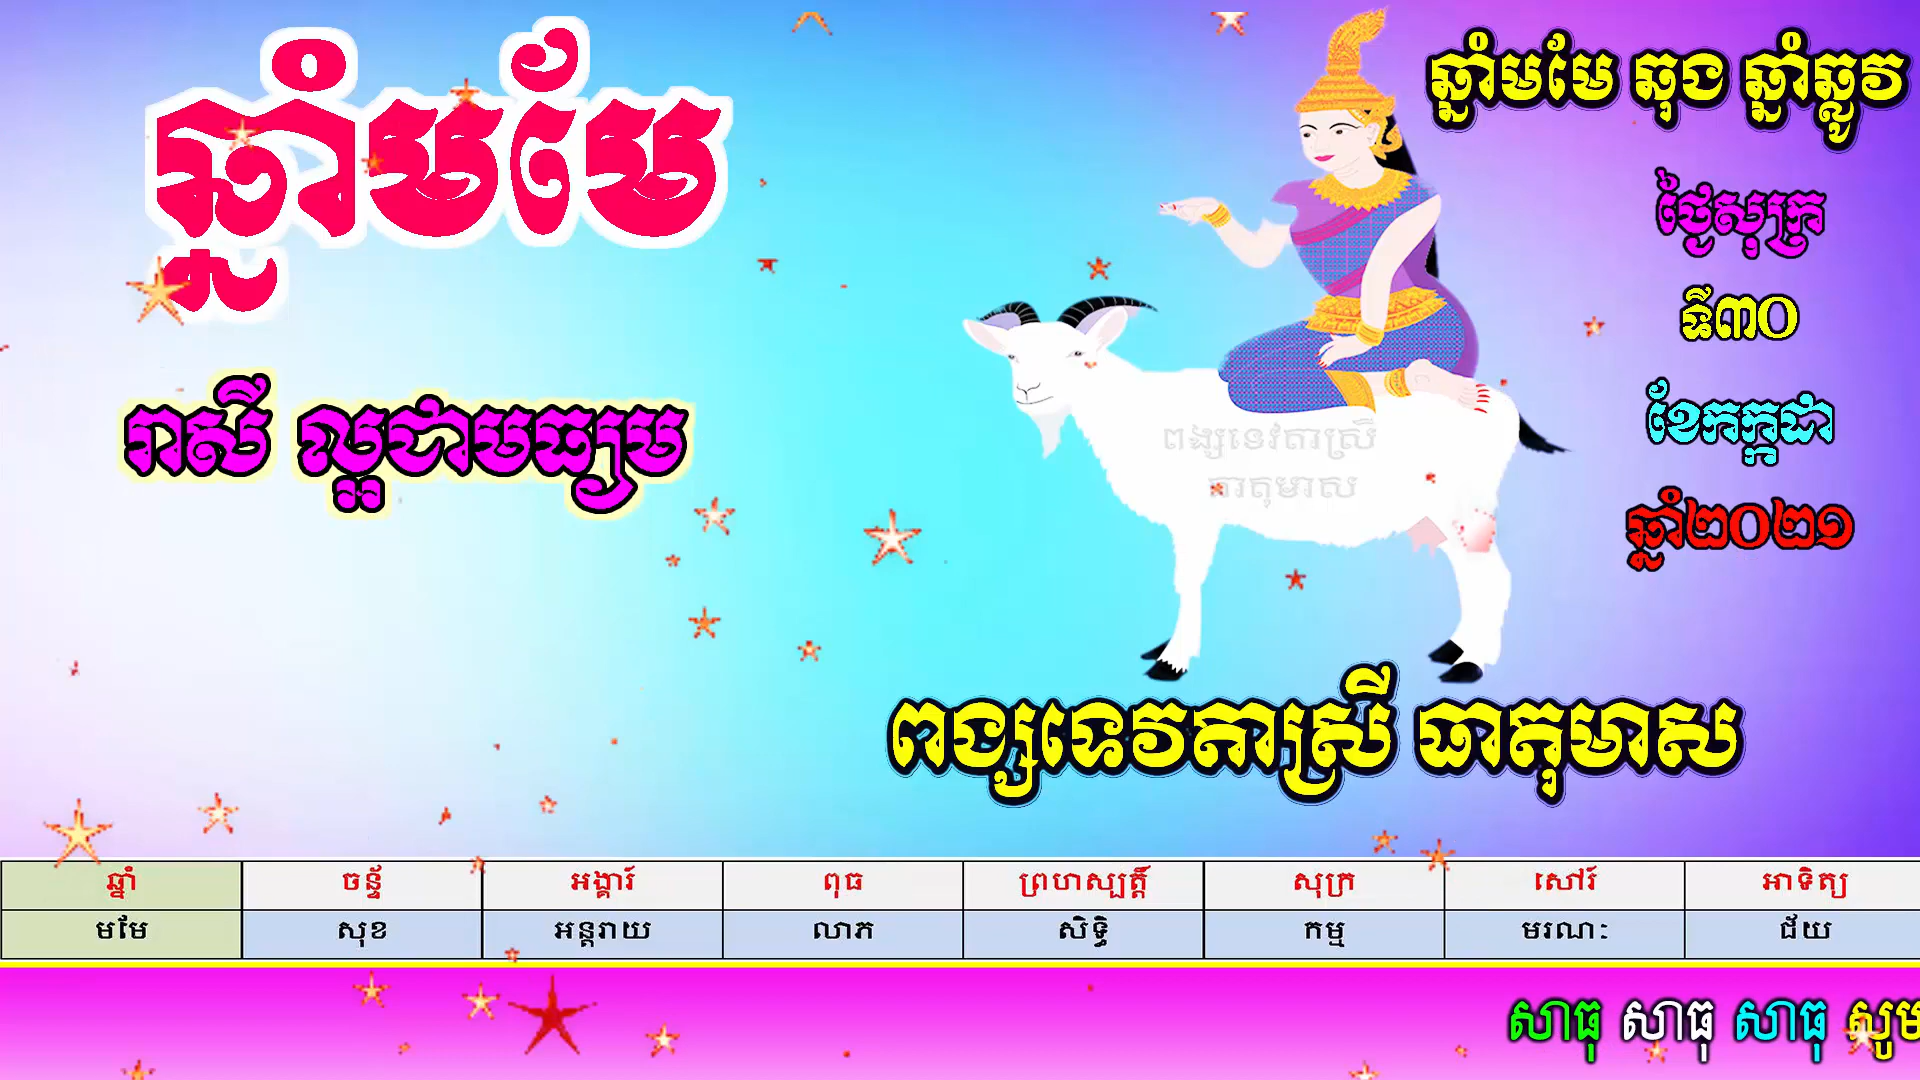 ឆ្នាំមមែ
រាសី ល្អជាមធ្យម
ឆ្នាំមមែ ឆុង ឆ្នាំឆ្លូវ
ថ្ងៃសុក្រ
ទី៣០
ខែកក្កដា
ឆ្នាំ២០២១
ពង្សទេវតាស្រី
ធាតុមាស
ពង្សទេវតាស្រី ធាតុមាស
ឆ្នាំ ចន្ទ័ អង្គារ៍ ពុធ ព្រហស្បត្តិ៍ សុក្រ សៅរ៍ អាទិត្យ
មមែ សុខ អន្តរាយ លាភ សិទ្ធិ កម្ម មរណៈ ជ័យ
សាធុ សាធុ សាធុ សូម